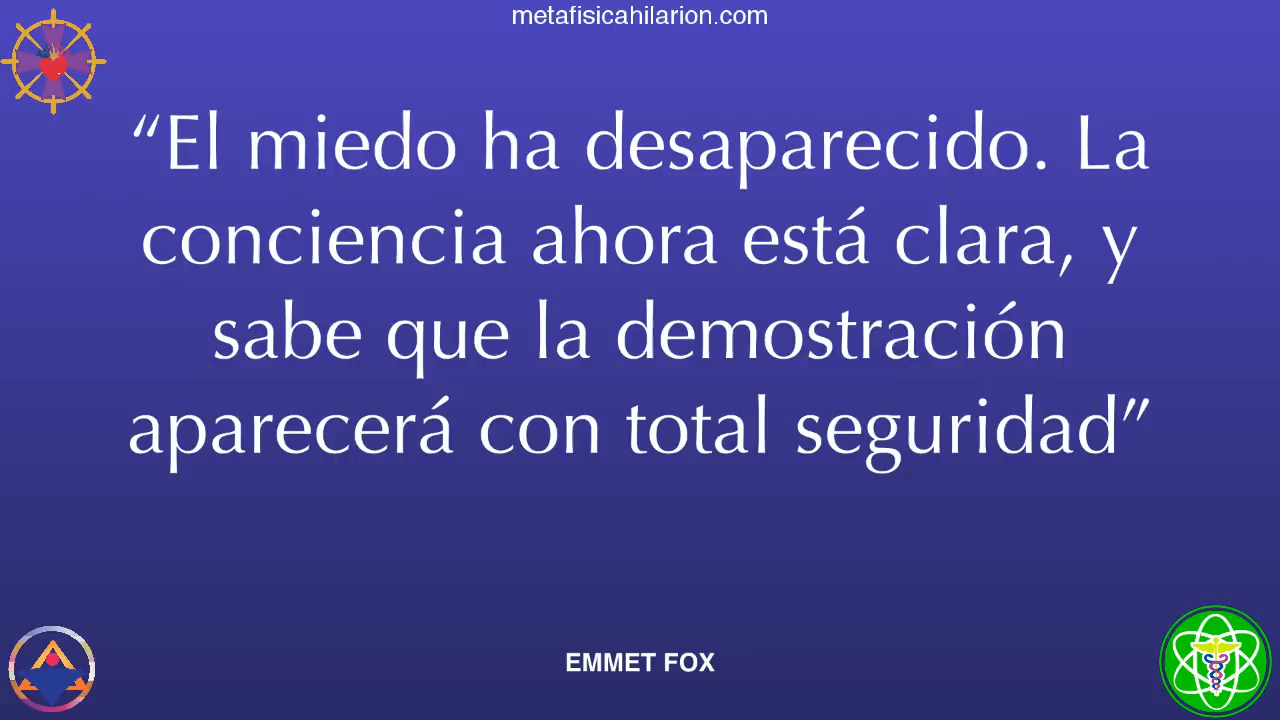 metafisicahilarion.com
“El miedo ha desaparecido. La
conciencia ahora está clara, y
sabe que la demostración
aparecerá con total seguridad”
EMMET FOX